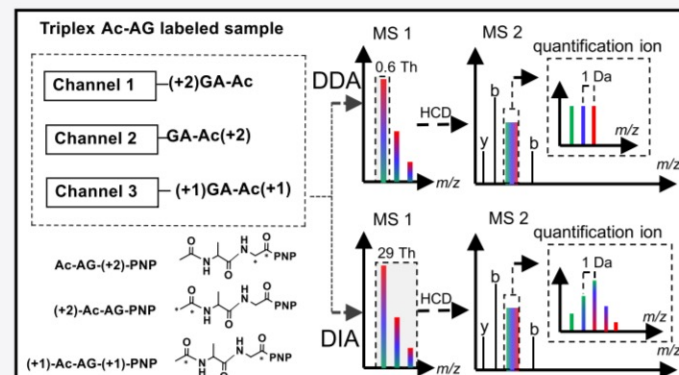 Triplex Ac-AG labeled sample
Channel 1
(+2)GA-Ac
Channel 2
GA-Ac(+2)
Channel 3
(+1)GA-Ac(+1)
Ac-AG-(+2)-PNP
O
H
N
O
PNP
N
H
O
*
*
(+2)-Ac-AG-PNP
O
H
N
O
PNP
N
H
O
*
*
(+1)-Ac-AG-(+1)-PNP
O
H
N
O
PNP
N
H
O
*
*
DDA
MS 1
0.6 Th
m/z
HCD
MS 2
y
b
b
m/z
quantification ion
1 Da
m/z
DIA
MS 1
29 Th
m/z
HCD
MS 2
y
b
b
m/z
quantification ion
1 Da
m/z